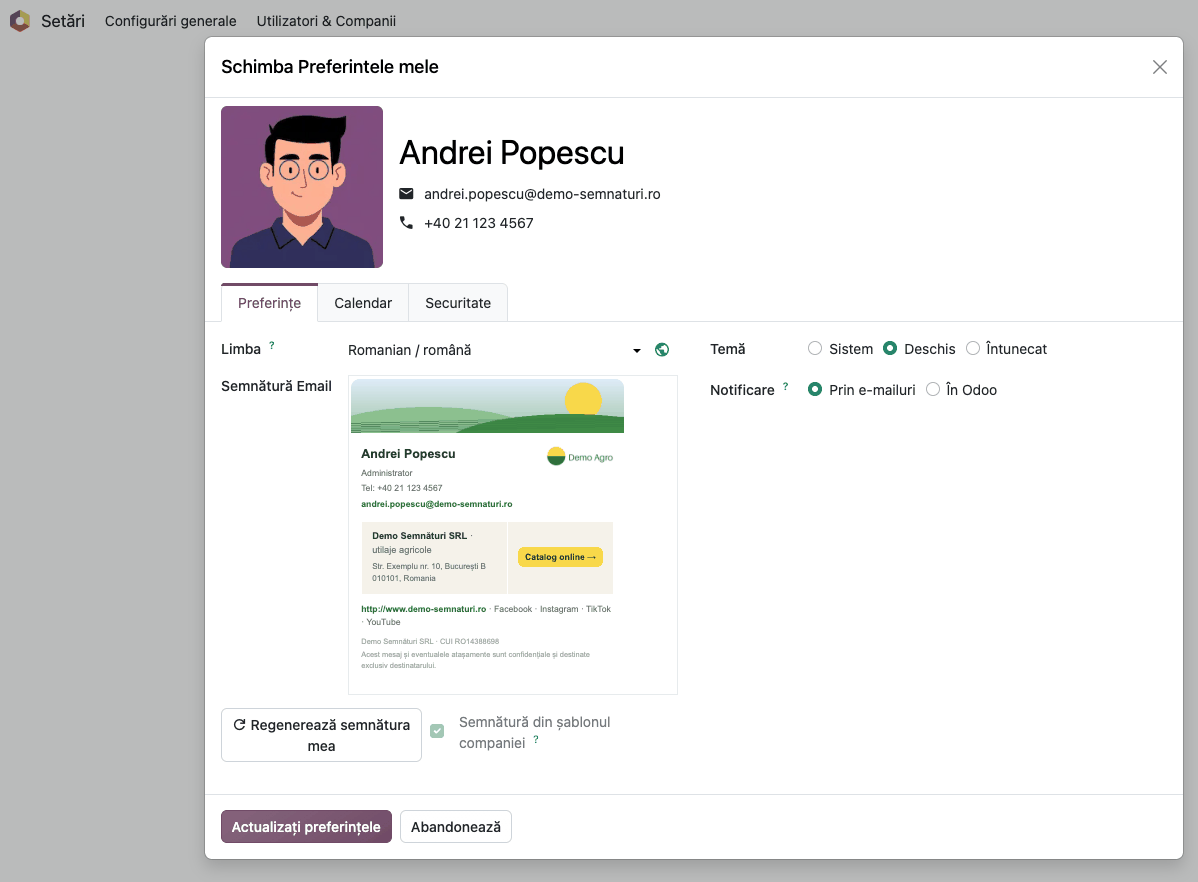 Setări Configurări generale Utilizatori & Companii
Schimba Preferintele mele
Andrei Popescu
andrei.popescu@demo-semnaturi.ro
+40 21 123 4567
Preferințe Calendar Securitate
Limba ? Romanian / română
Temă Sistem Deschis Întunecat
Semnătură Email
Notificare ? Prin e-mailuri În Odoo
Andrei Popescu
Demo Agro
Administrator
Tel: +40 21 123 4567
andrei.popescu@demo-semnaturi.ro
Demo Semnături SRL ·
utilaje agricole
Str. Exemplu nr. 10, București B
010101, Romania
Catalog online →
http://www.demo-semnaturi.ro · Facebook · Instagram · TikTok
· YouTube
Demo Semnături SRL · CUI RO14388698
Acest mesaj și eventualele atașamente sunt confidențiale și destinate
exclusiv destinatarului.
Regenerează semnătura
mea
Semnătură din șablonul
companiei ?
Actualizați preferințele Abandonează